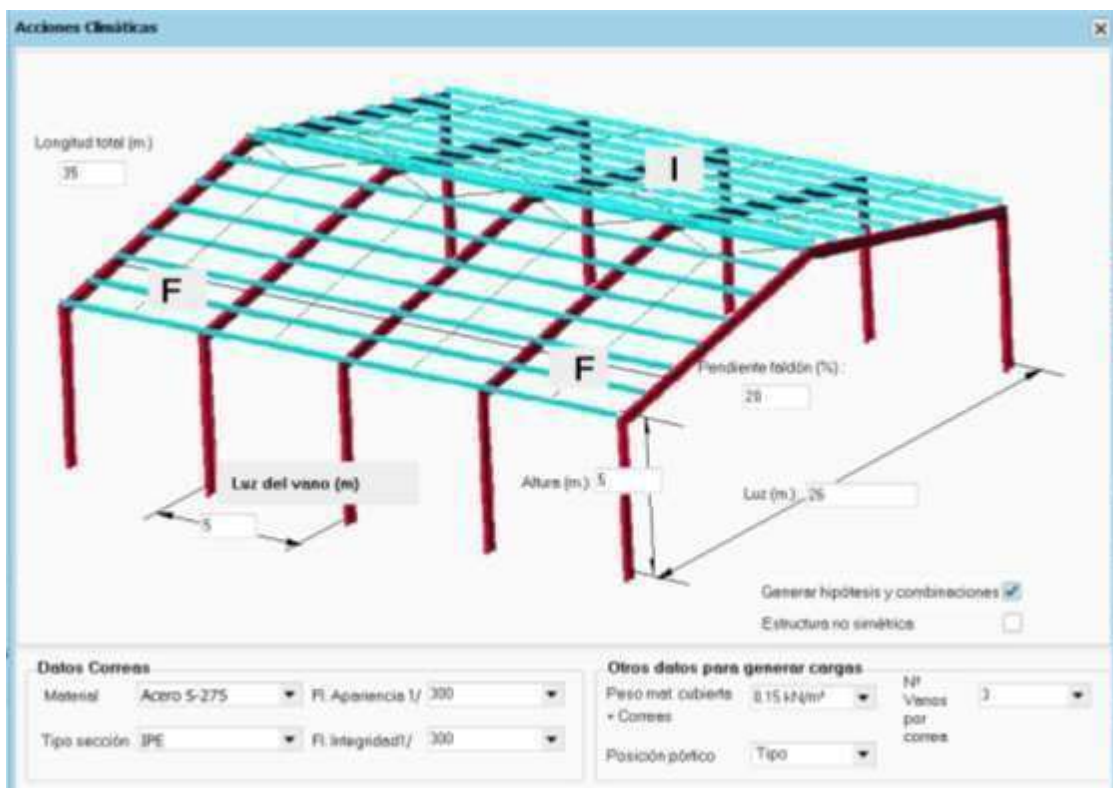 Acciones Climáticas
Longitud total (m.)
35
I
F
F
Pendiente faldón (%) :
28
Luz del vano (m)
5
Altura (m.) 5
Luz (m.) 26
Generar hipótesis y combinaciones
Estructura no simétrica
Datos Correas
Material Acero S-275 Fl. Apariencia 1/ 300
Tipo sección IPE Fl. Integridad1/ 300
Otros datos para generar cargas
Peso mat. cubierta + Correas 0.15 kN/m²
Nº Vanos por correa 3
Posición pórtico Tipo